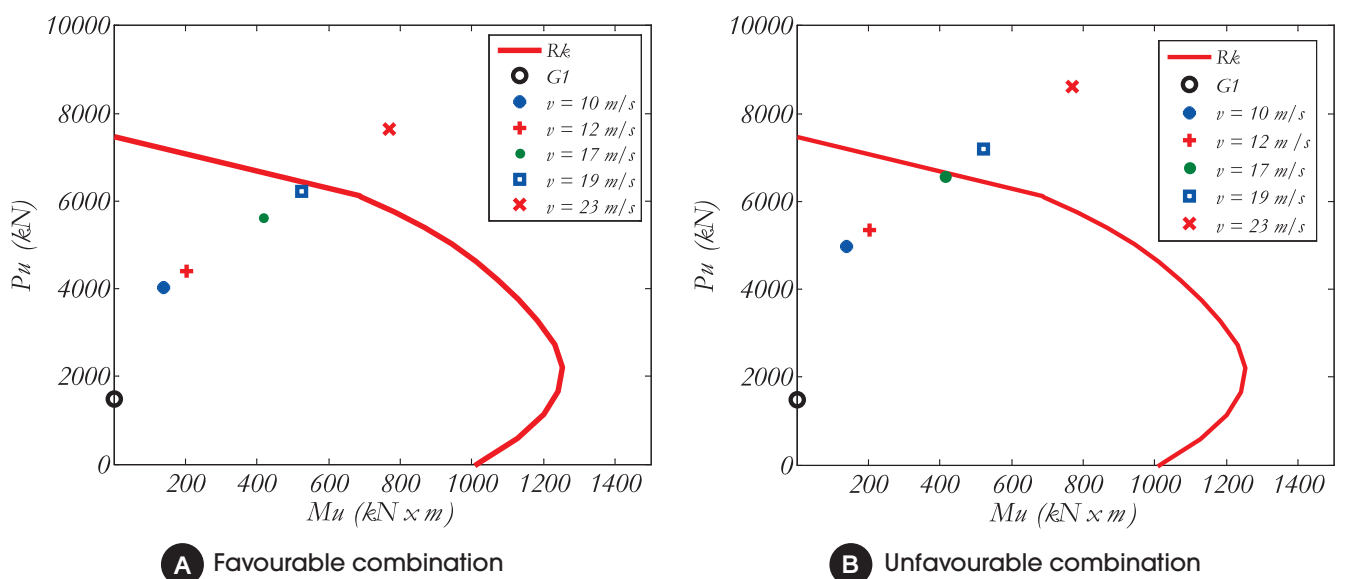 10000
8000
6000
4000
2000
0
Pu (kN)
200 400 600 800 1000 1200 1400
Mu (kN x m)
Rk
G1
v = 10 m/s
v = 12 m/s
v = 17 m/s
v = 19 m/s
v = 23 m/s
A Favourable combination
10000
8000
6000
4000
2000
0
Pu (kN)
200 400 600 800 1000 1200 1400
Mu (kN x m)
Rk
G1
v = 10 m/s
v = 12 m /s
v = 17 m/s
v = 19 m/s
v = 23 m/s
B Unfavourable combination